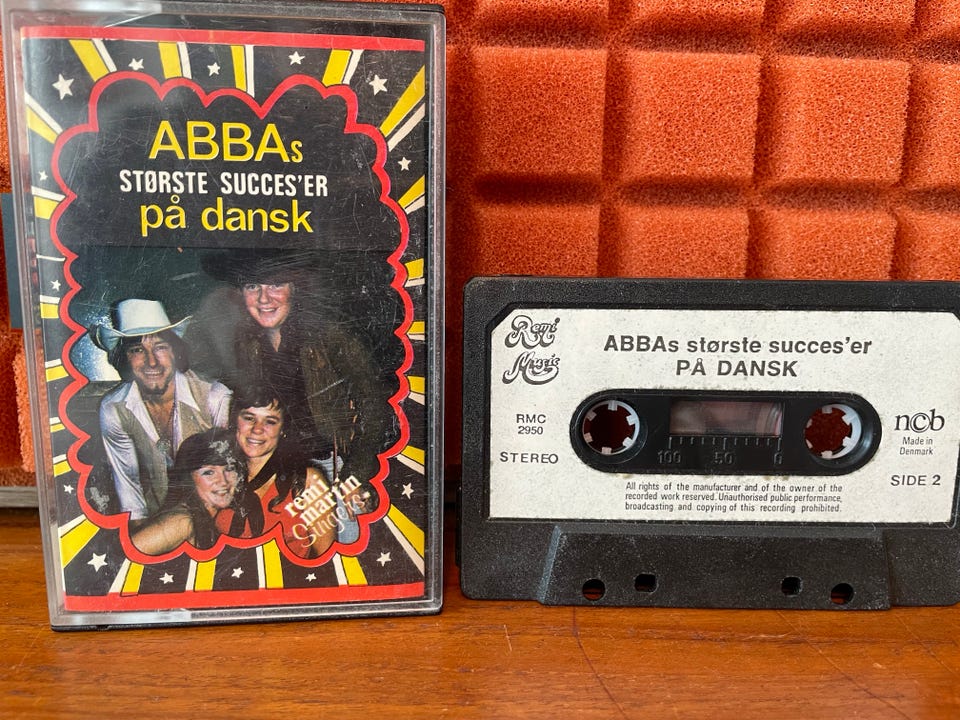 ABBAs
STØRSTE SUCCES'ER
på dansk
remi
martin
Singers
Remi
Music
ABBAs største succes'er
PÅ DANSK
RMC
2950
STEREO
100 50 0
ncb
Made in
Denmark
SIDE 2
All rights of the manufacturer and of the owner of the
recorded work reserved. Unauthorised public performance,
broadcasting and copying of this recording prohibited.